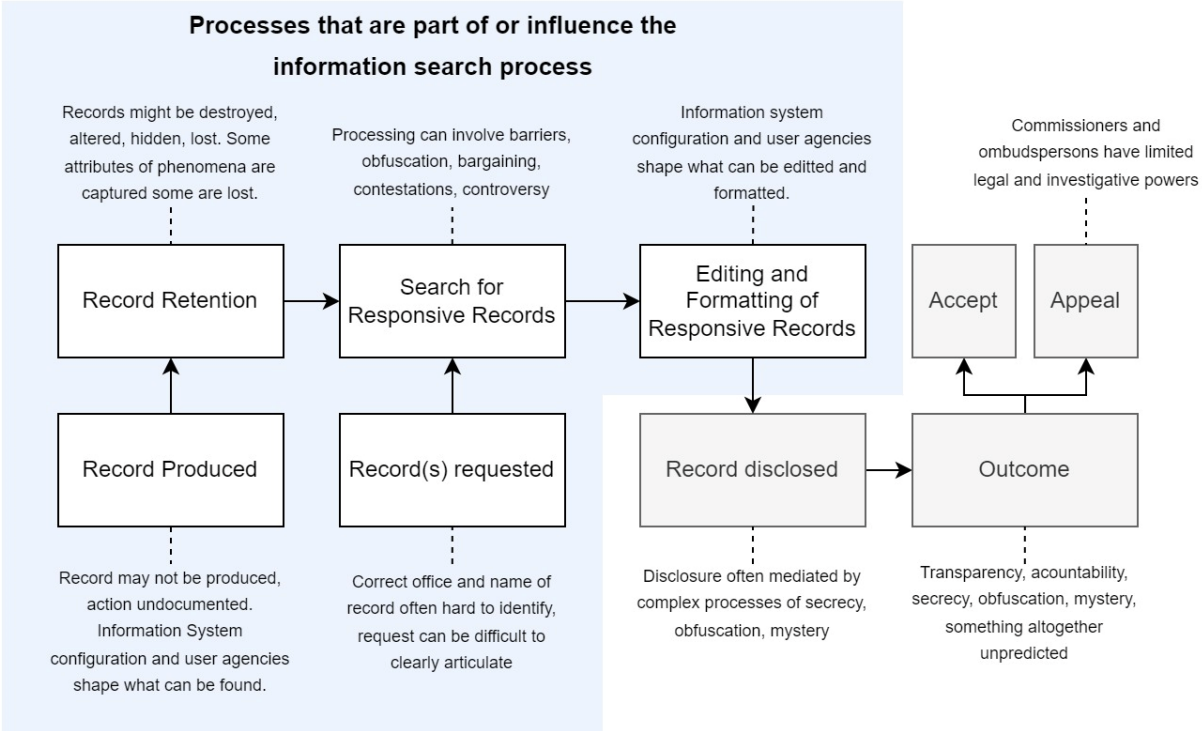 Processes that are part of or influence the
information search process
Records might be destroyed,
altered, hidden, lost. Some
attributes of phenomena are
captured some are lost.
Processing can involve barriers,
obfuscation, bargaining,
contestations, controversy
Information system
configuration and user agencies
shape what can be editted and
formatted.
Commissioners and
ombudspersons have limited
legal and investigative powers
Record Retention
Search for
Responsive Records
Editing and
Formatting of
Responsive Records
Accept
Appeal
Record Produced
Record(s) requested
Record disclosed
Outcome
Record may not be produced,
action undocumented.
Information System
configuration and user agencies
shape what can be found.
Correct office and name of
record often hard to identify,
request can be difficult to
clearly articulate
Disclosure often mediated by
complex processes of secrecy,
obfuscation, mystery
Transparency, acountability,
secrecy, obfuscation, mystery,
something altogether
unpredicted